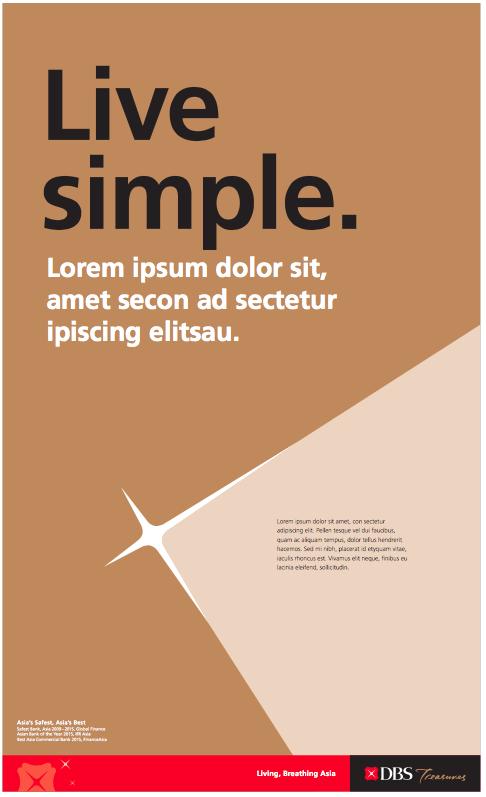 Live
simple.
Lorem ipsum dolor sit,
amet secon ad sectetur
ipiscing elitsau.
Lorem ipsum dolor sit amet, con sectetur
adipiscing elit. Pellen tesque vel dui faucibus,
quam ac aliquam tempus, dolor tellus hendrerit
hacemos. Sed mi nibh, placerat id etyquam vitae,
iaculis rhoncus est. Vivamus elit neque, finibus eu
lacinia eleifend, sollicitudin.
Asia's Safest, Asia's Best
Safest Bank, Asia 2009–2015, Global Finance
Asian Bank of the Year 2015, IFR Asia
Best Asia Commercial Bank 2015, FinanceAsia
Living, Breathing Asia
DBS Treasures